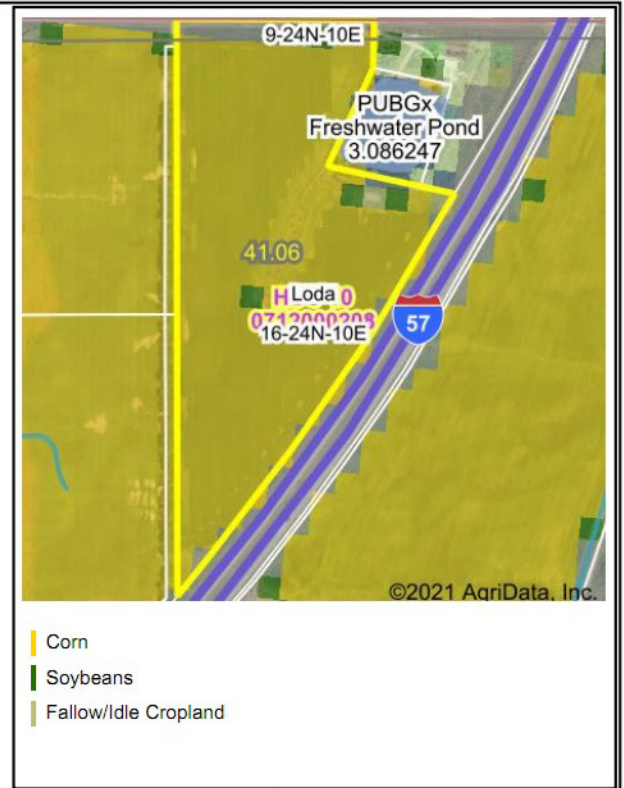 9-24N-10E
PUBGx
Freshwater Pond
3.086247
41.06
Loda
16-24N-10E
57
©2021 AgriData, Inc.
Corn
Soybeans
Fallow/Idle Cropland